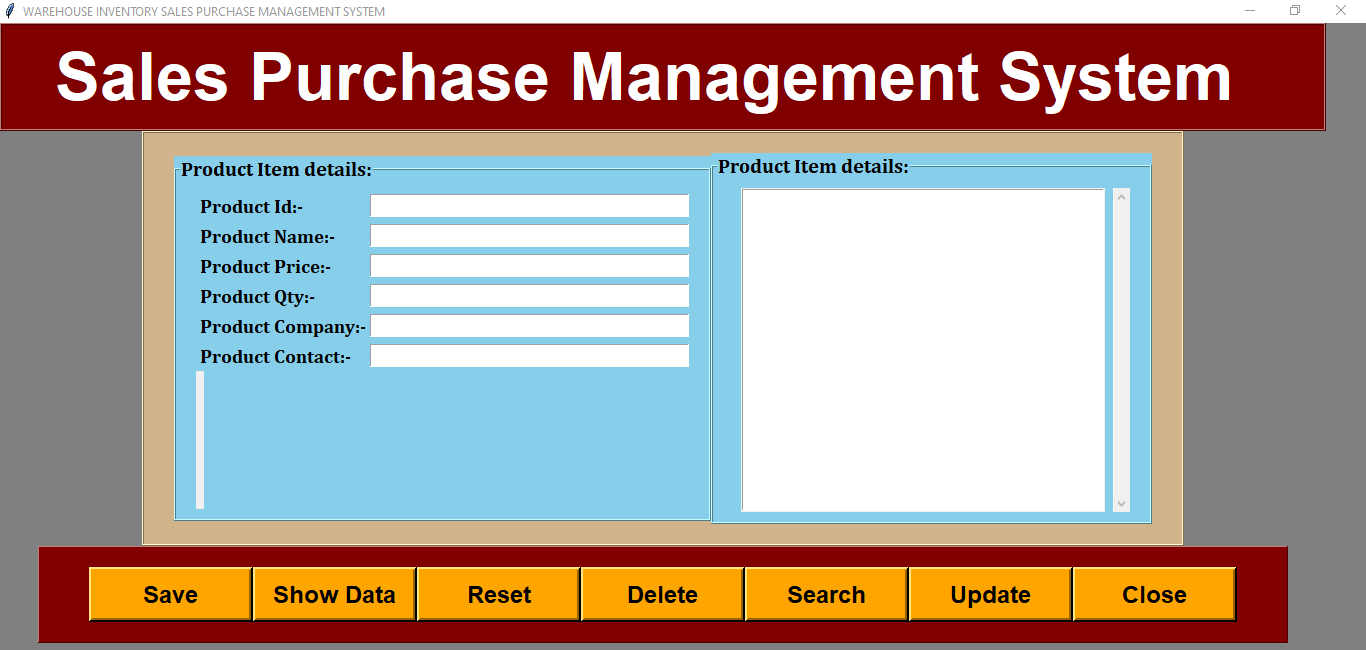 WAREHOUSE INVENTORY SALES PURCHASE MANAGEMENT SYSTEM
Sales Purchase Management System
Product Item details:
Product Id:-
Product Name:-
Product Price:-
Product Qty:-
Product Company:-
Product Contact:-
Product Item details:
Save Show Data Reset Delete Search Update Close